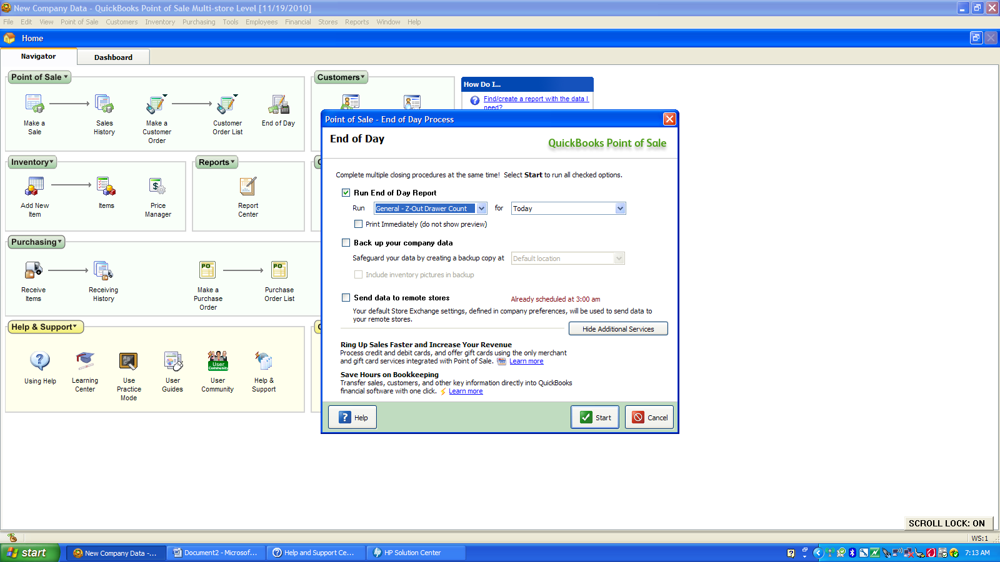 New Company Data - QuickBooks Point of Sale Multi-store Level [11/19/2010]
File Edit View Point of Sale Customers Inventory Purchasing Tools Employees Financial Stores Reports Window Help
Home
Navigator Dashboard
Point of Sale
Make a Sale
Sales History
Make a Customer Order
Customer Order List
End of Day
Customers
How Do I...
Find/create a report with the data I
need?
Inventory
Add New Item
Items
Price Manager
Reports
Report Center
Purchasing
Receive Items
Receiving History
Make a Purchase Order
Purchase Order List
Help & Support
Using Help
Learning Center
Use Practice Mode
User Guides
User Community
User Community
Help & Support
Point of Sale - End of Day Process
End of Day
QuickBooks Point of Sale
Complete multiple closing procedures at the same time! Select Start to run all checked options.
Run End of Day Report
Run General - Z-Out Drawer Count for Today
Print Immediately (do not show preview)
Back up your company data
Safeguard your data by creating a backup copy at Default location
Include inventory pictures in backup
Send data to remote stores Already scheduled at 3:00 am
Your default Store Exchange settings, defined in company preferences, will be used to send data to
your remote stores.
Hide Additional Services
Ring Up Sales Faster and Increase Your Revenue
Process credit and debit cards, and offer gift cards using the only merchant
and gift card services integrated with Point of Sale. Learn more
Save Hours on Bookkeeping
Transfer sales, customers, and other key information directly into QuickBooks
financial software with one click. Learn more
Help Start Cancel
SCROLL LOCK: ON
WS:1
start New Company Data -... Document2 - Microsof... Help and Support Ce... HP Solution Center 7:13 AM